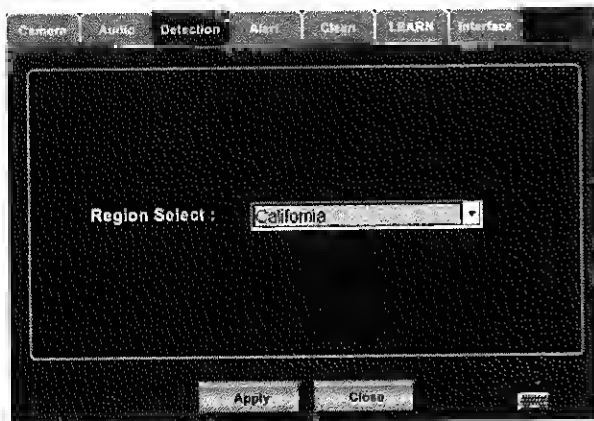 Camera Audio Detection Alert Clean LEARN Interface
Region Select :
California
Apply Close